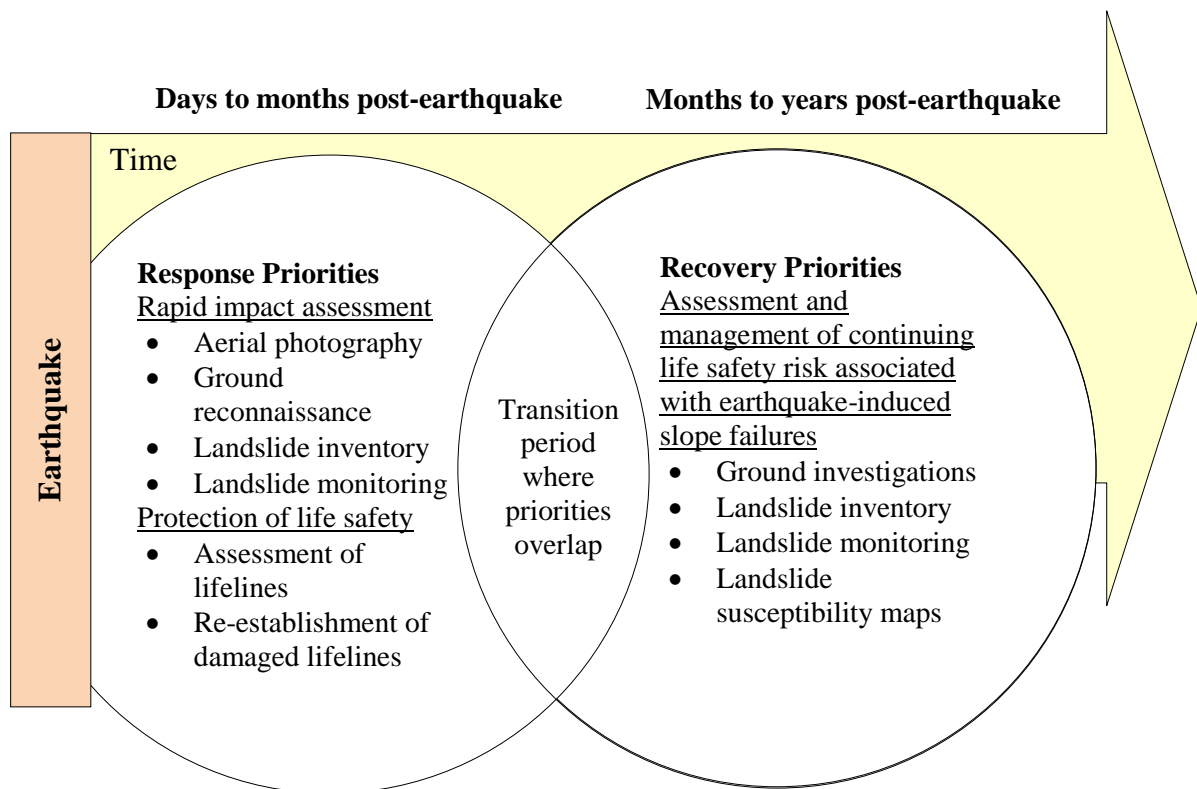 Days to months post-earthquake
Months to years post-earthquake
Time
Earthquake
Response Priorities
Rapid impact assessment
• Aerial photography
• Ground
reconnaissance
• Landslide inventory
• Landslide monitoring
Protection of life safety
• Assessment of
lifelines
• Re-establishment of
damaged lifelines
Transition
period
where
priorities
overlap
Recovery Priorities
Assessment and
management of continuing
life safety risk associated
with earthquake-induced
slope failures
• Ground investigations
• Landslide inventory
• Landslide monitoring
• Landslide
susceptibility maps